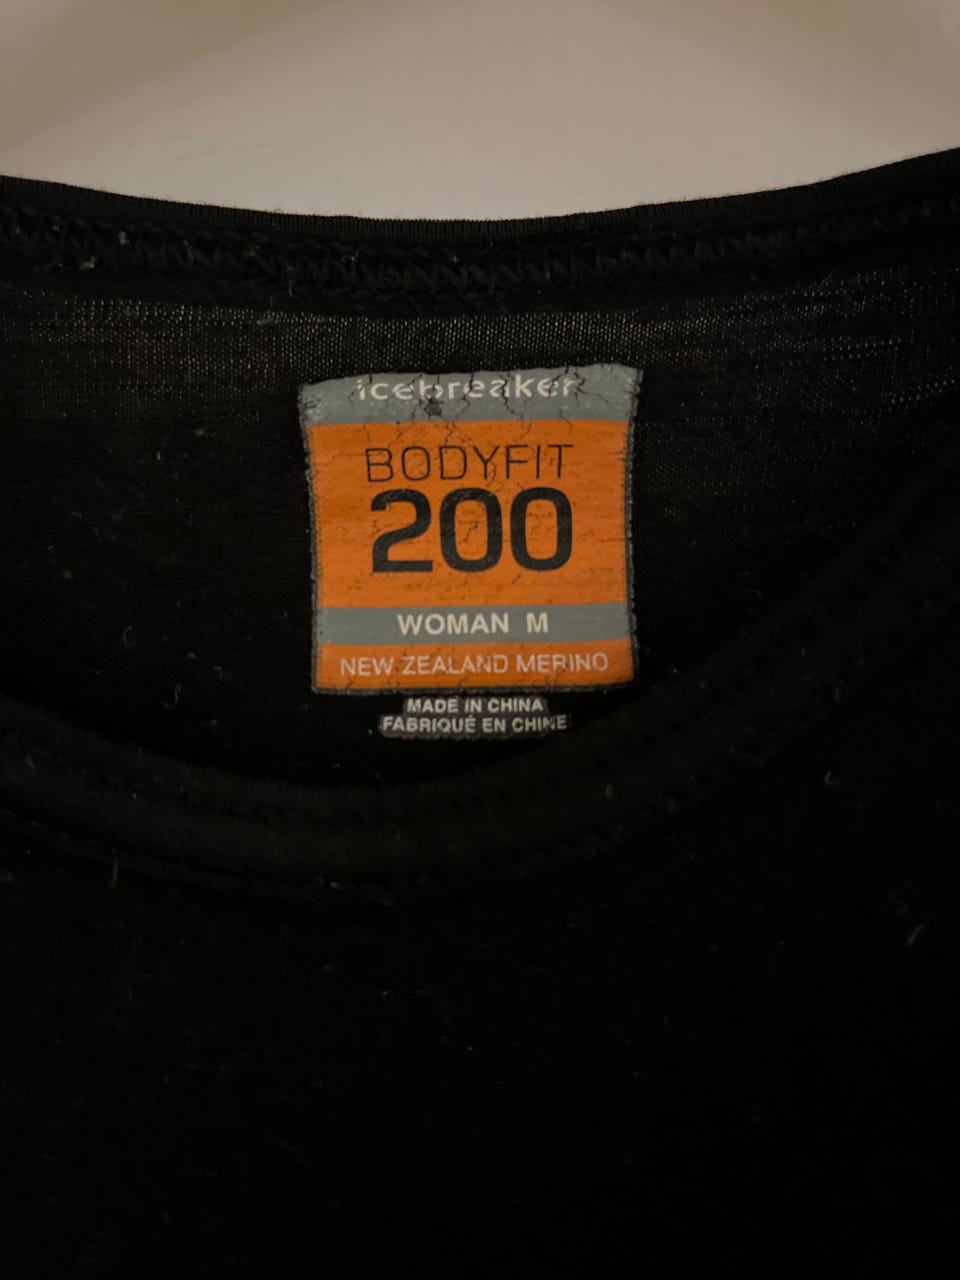 icebreaker
BODYFIT
200
WOMAN M
NEW ZEALAND MERINO
MADE IN CHINA
FABRIQUÉ EN CHINE